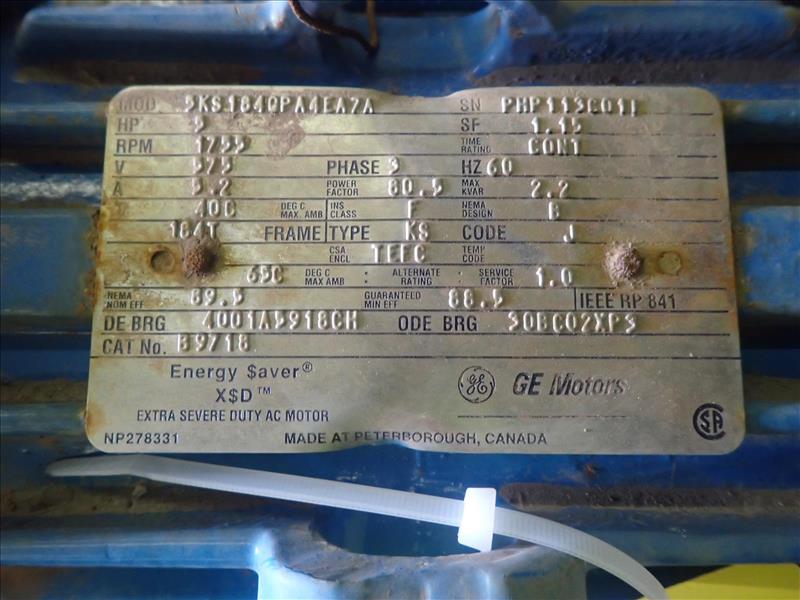 MOD. 5KS184QPA4EA7A SN PHP113001
HP 5 SF 1.15
RPM 1755 TIME RATING CONT
V 575 PHASE 3 HZ 60
A 5.2 POWER FACTOR 80.5 MAX KVAR 2.2
40C DEG C MAX. AMB INS CLASS F NEMA DESIGN B
184T FRAME TYPE KS CODE J
CSA ENCL TEFC TEMP CODE
65C DEG C MAX AMB - ALTERNATE RATING - SERVICE FACTOR 1.0
NEMA NOM EFF 89.5 GUARANTEED MIN EFF 88.5 IEEE RP 841
DE BRG ODE BRG 30BC02XP3
CAT No. B9718
Energy $aver®
X$D™
EXTRA SEVERE DUTY AC MOTOR
GE GE Motors
SA
NP278331 MADE AT PETERBOROUGH, CANADA